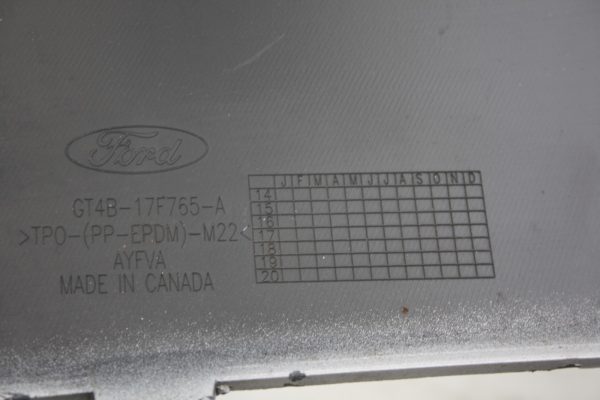 Ford
GT4B-17F765-A
>TPO-(PP-EPDM)-M22<
AYFVA
MADE IN CANADA
J F M A M J J A S O N D
14
15
16
17
18
19
20